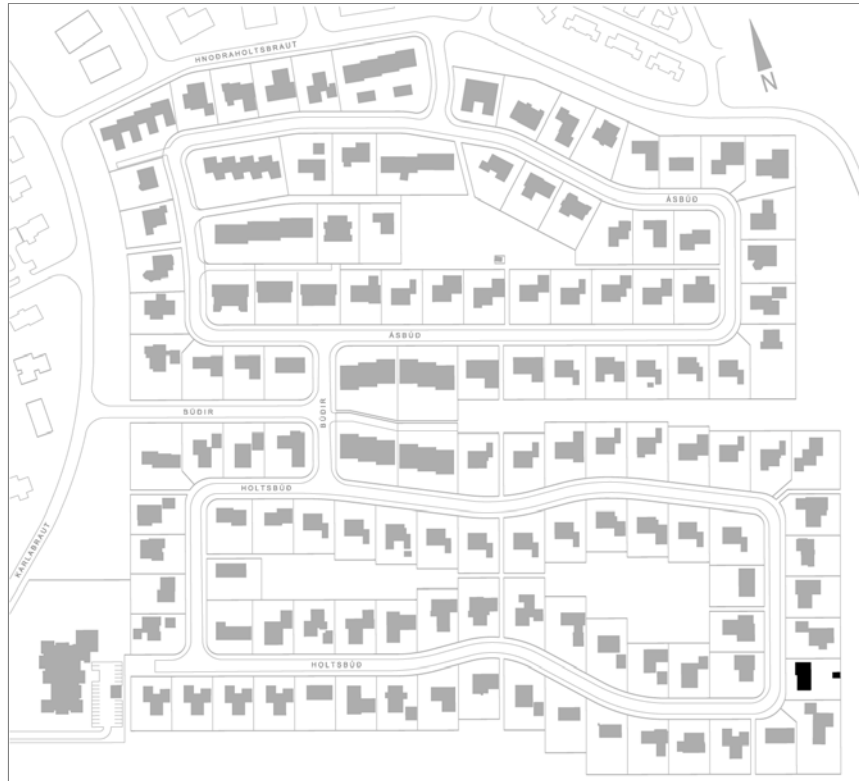 HNOÐRAHOLTSBRAUT
N
ÁSBÚÐ
ÁSBÚÐ
BÚÐIR
BÚÐIR
HOLTSBÚÐ
KARLABRAUT
HOLTSBÚÐ